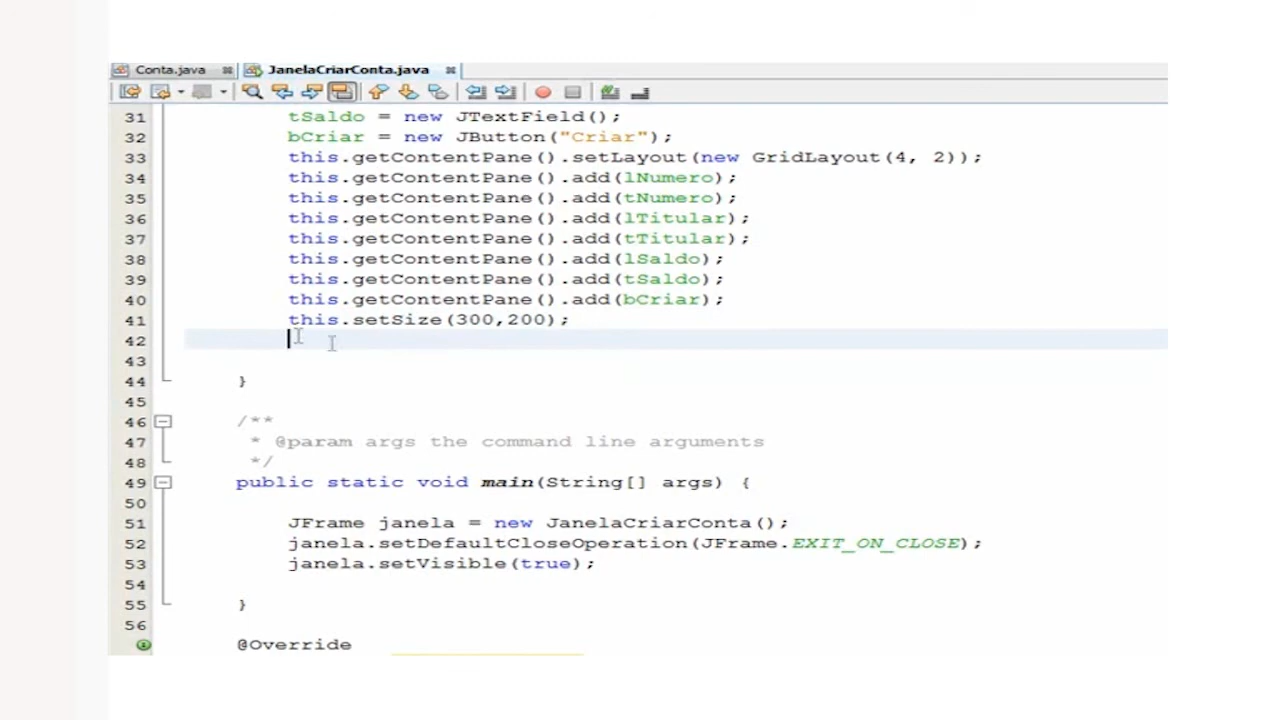 Conta.java
JanelaCriarConta.java
31 tSaldo = new JTextField();
32 bCriar = new JButton("Criar");
33 this.getContentPane().setLayout(new GridLayout(4, 2));
34 this.getContentPane().add(lNumero);
35 this.getContentPane().add(tNumero);
36 this.getContentPane().add(lTitular);
37 this.getContentPane().add(tTitular);
38 this.getContentPane().add(lSaldo);
39 this.getContentPane().add(tSaldo);
40 this.getContentPane().add(bCriar);
41 this.setSize(300,200);
42
43
44 }
45
46 /**
47 * @param args the command line arguments
48 */
49 public static void main(String[] args) {
50
51 JFrame janela = new JanelaCriarConta();
52 janela.setDefaultCloseOperation(JFrame.EXIT_ON_CLOSE);
53 janela.setVisible(true);
54
55 }
56
@Override